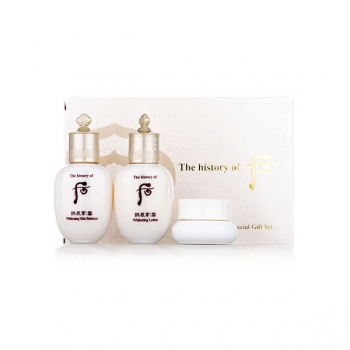 The history of
后
The history of
后
Whitening Skin Balancer
The history of
后
Whitening Lotion
Special Gift Set